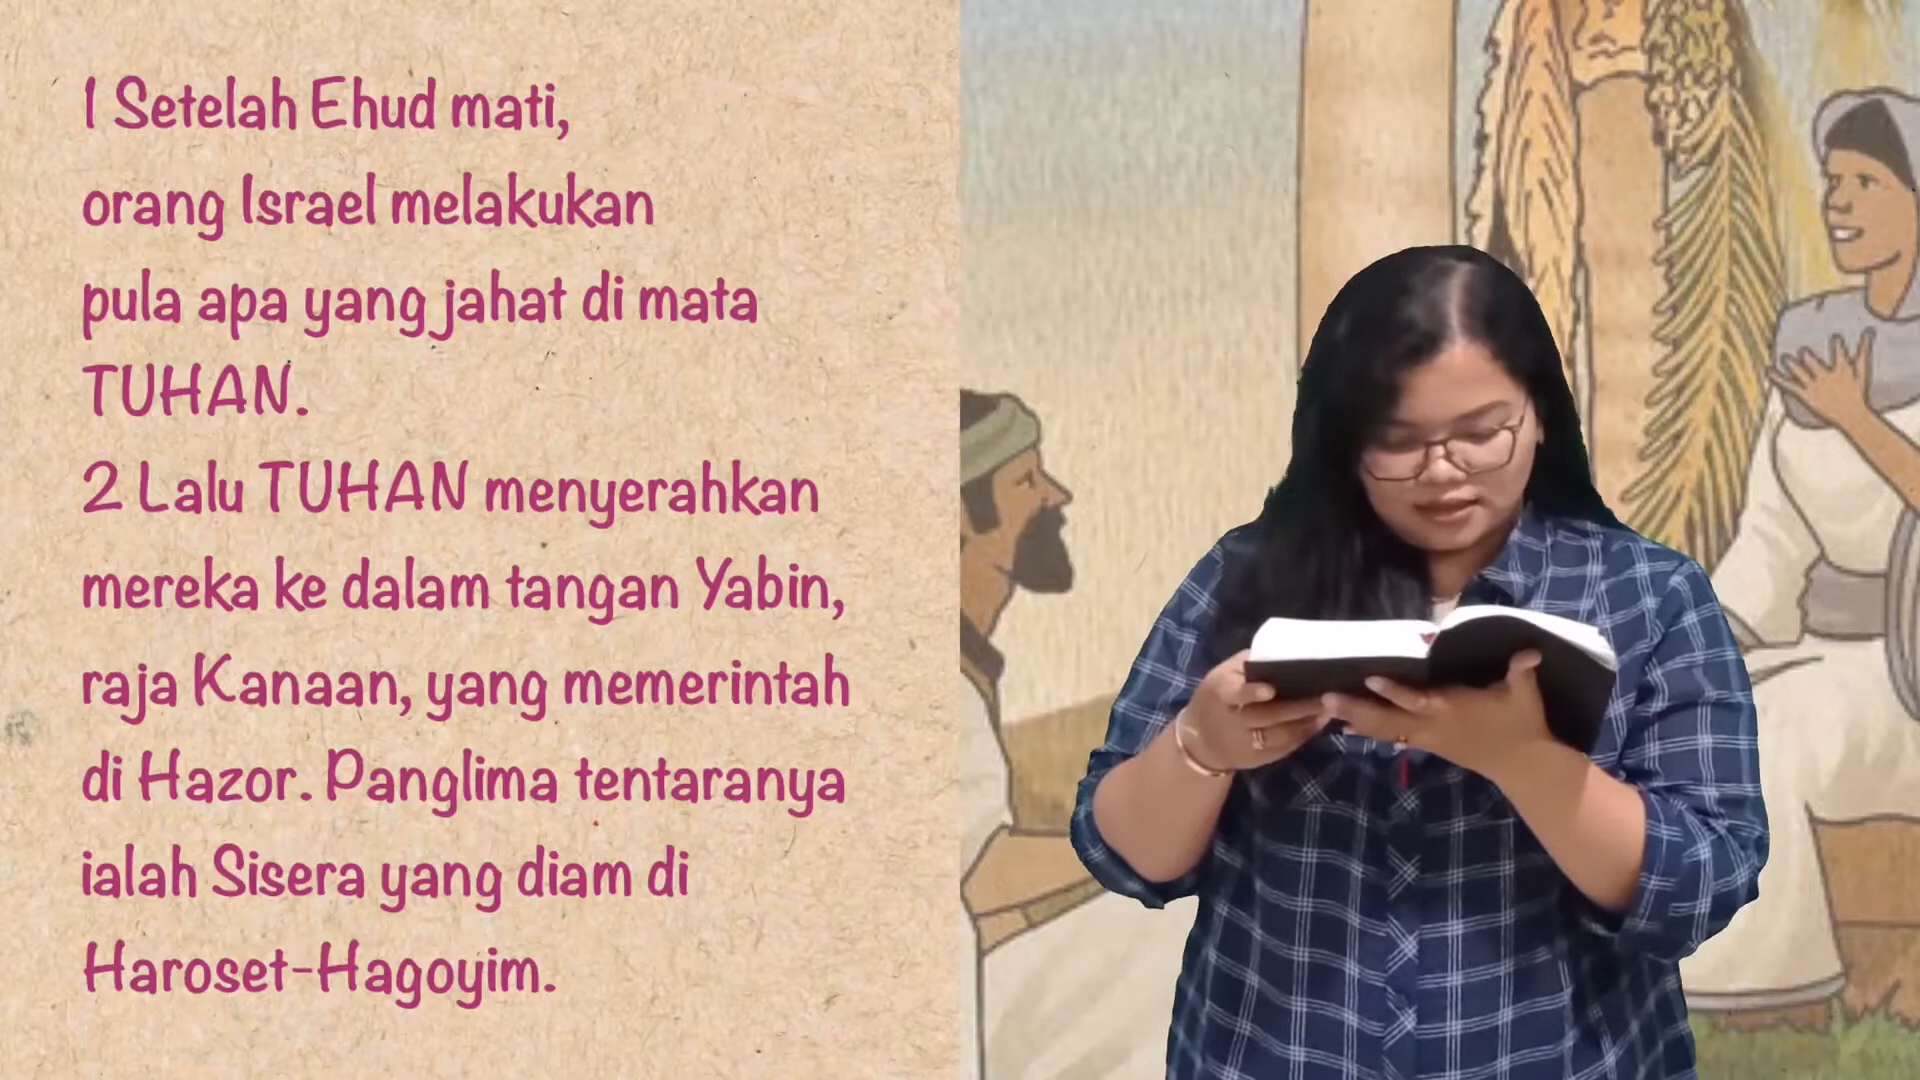 1 Setelah Ehud mati,
orang Israel melakukan
pula apa yang jahat di mata
TUHAN.
2 Lalu TUHAN menyerahkan
mereka ke dalam tangan Yabin,
raja Kanaan, yang memerintah
di Hazor. Panglima tentaranya
ialah Sisera yang diam di
Haroset-Hagoyim.